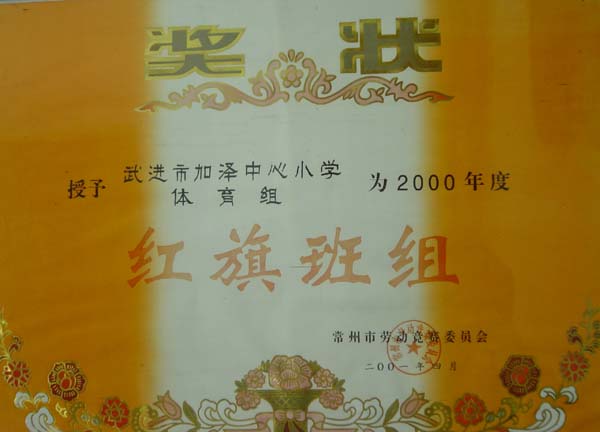 奖状
授予 武进市加泽中心小学 为2000年度
体育组
红旗班组
常州市劳动竞赛委员会
二〇〇一年四月